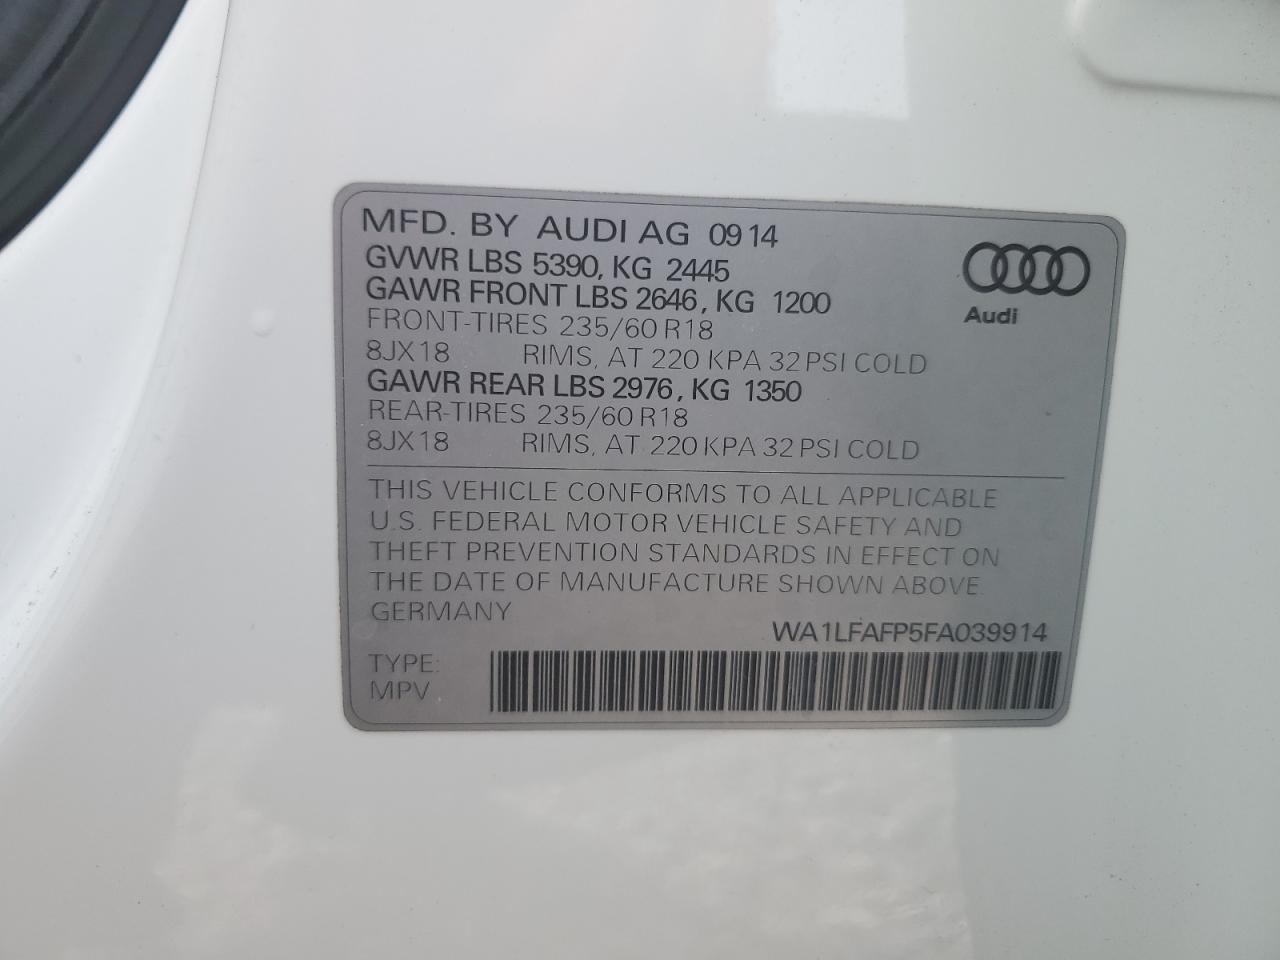 MFD. BY AUDI AG 0914
GVWR LBS 5390, KG 2445
GAWR FRONT LBS 2646, KG 1200
FRONT-TIRES 235/60 R18
8JX18 RIMS, AT 220 KPA 32 PSI COLD
GAWR REAR LBS 2976, KG 1350
REAR-TIRES 235/60 R18
8JX18 RIMS, AT 220 KPA 32 PSI COLD
Audi
THIS VEHICLE CONFORMS TO ALL APPLICABLE
U.S. FEDERAL MOTOR VEHICLE SAFETY AND
THEFT PREVENTION STANDARDS IN EFFECT ON
THE DATE OF MANUFACTURE SHOWN ABOVE.
GERMANY
WA1LFAFP5FA039914
TYPE:
MPV